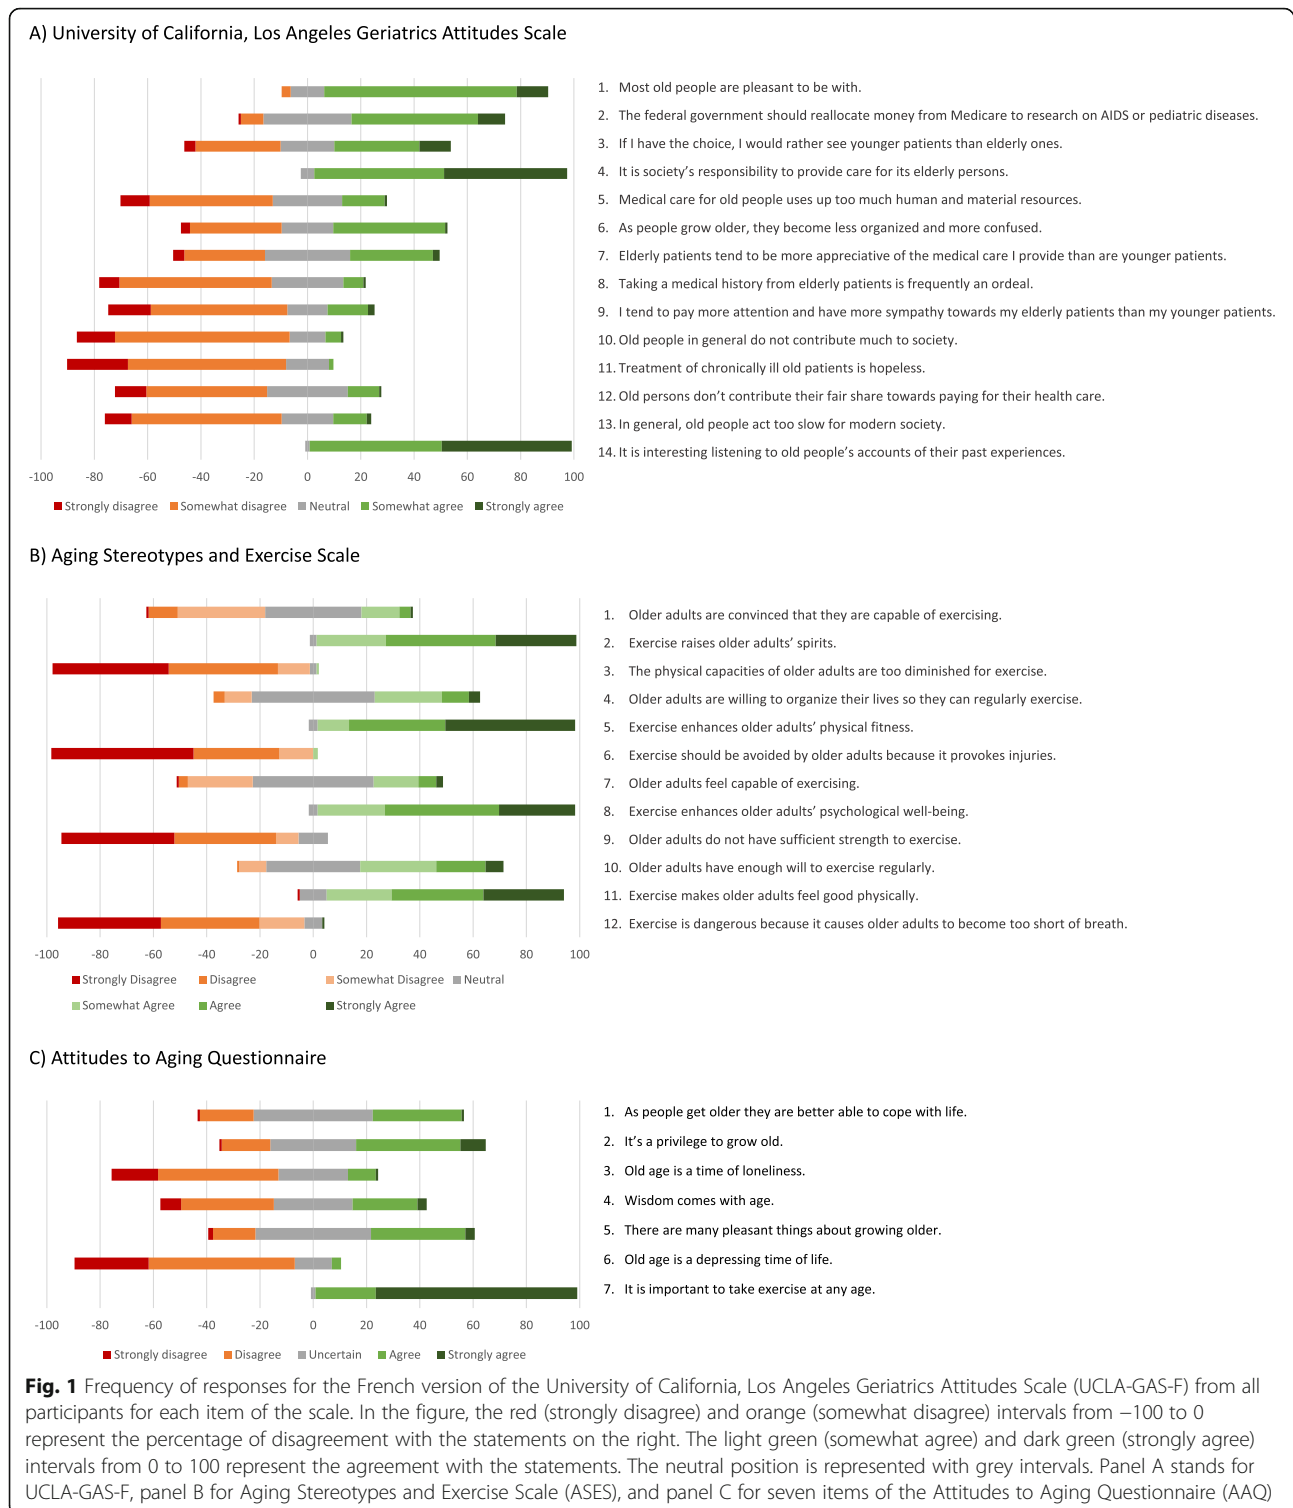 A) University of California, Los Angeles Geriatrics Attitudes Scale
1. Most old people are pleasant to be with.
2. The federal government should reallocate money from Medicare to research on AIDS or pediatric diseases.
3. If I have the choice, I would rather see younger patients than elderly ones.
4. It is society’s responsibility to provide care for its elderly persons.
5. Medical care for old people uses up too much human and material resources.
6. As people grow older, they become less organized and more confused.
7. Elderly patients tend to be more appreciative of the medical care I provide than are younger patients.
8. Taking a medical history from elderly patients is frequently an ordeal.
9. I tend to pay more attention and have more sympathy towards my elderly patients than my younger patients.
10. Old people in general do not contribute much to society.
11. Treatment of chronically ill old patients is hopeless.
12. Old persons don’t contribute their fair share towards paying for their health care.
13. In general, old people act too slow for modern society.
14. It is interesting listening to old people’s accounts of their past experiences.
-100 -80 -60 -40 -20 0 20 40 60 80 100
Strongly disagree Somewhat disagree Neutral Somewhat agree Strongly agree
B) Aging Stereotypes and Exercise Scale
1. Older adults are convinced that they are capable of exercising.
2. Exercise raises older adults’ spirits.
3. The physical capacities of older adults are too diminished for exercise.
4. Older adults are willing to organize their lives so they can regularly exercise.
5. Exercise enhances older adults’ physical fitness.
6. Exercise should be avoided by older adults because it provokes injuries.
7. Older adults feel capable of exercising.
8. Exercise enhances older adults’ psychological well-being.
9. Older adults do not have sufficient strength to exercise.
10. Older adults have enough will to exercise regularly.
11. Exercise makes older adults feel good physically.
12. Exercise is dangerous because it causes older adults to become too short of breath.
-100 -80 -60 -40 -20 0 20 40 60 80 100
Strongly Disagree Disagree Somewhat Disagree Neutral
Somewhat Agree Agree Strongly Agree
C) Attitudes to Aging Questionnaire
1. As people get older they are better able to cope with life.
2. It’s a privilege to grow old.
3. Old age is a time of loneliness.
4. Wisdom comes with age.
5. There are many pleasant things about growing older.
6. Old age is a depressing time of life.
7. It is important to take exercise at any age.
-100 -80 -60 -40 -20 0 20 40 60 80 100
Strongly disagree Disagree Uncertain Agree Strongly agree
Fig. 1 Frequency of responses for the French version of the University of California, Los Angeles Geriatrics Attitudes Scale (UCLA-GAS-F) from all
participants for each item of the scale. In the figure, the red (strongly disagree) and orange (somewhat disagree) intervals from −100 to 0
represent the percentage of disagreement with the statements on the right. The light green (somewhat agree) and dark green (strongly agree)
intervals from 0 to 100 represent the agreement with the statements. The neutral position is represented with grey intervals. Panel A stands for
UCLA-GAS-F, panel B for Aging Stereotypes and Exercise Scale (ASES), and panel C for seven items of the Attitudes to Aging Questionnaire (AAQ)